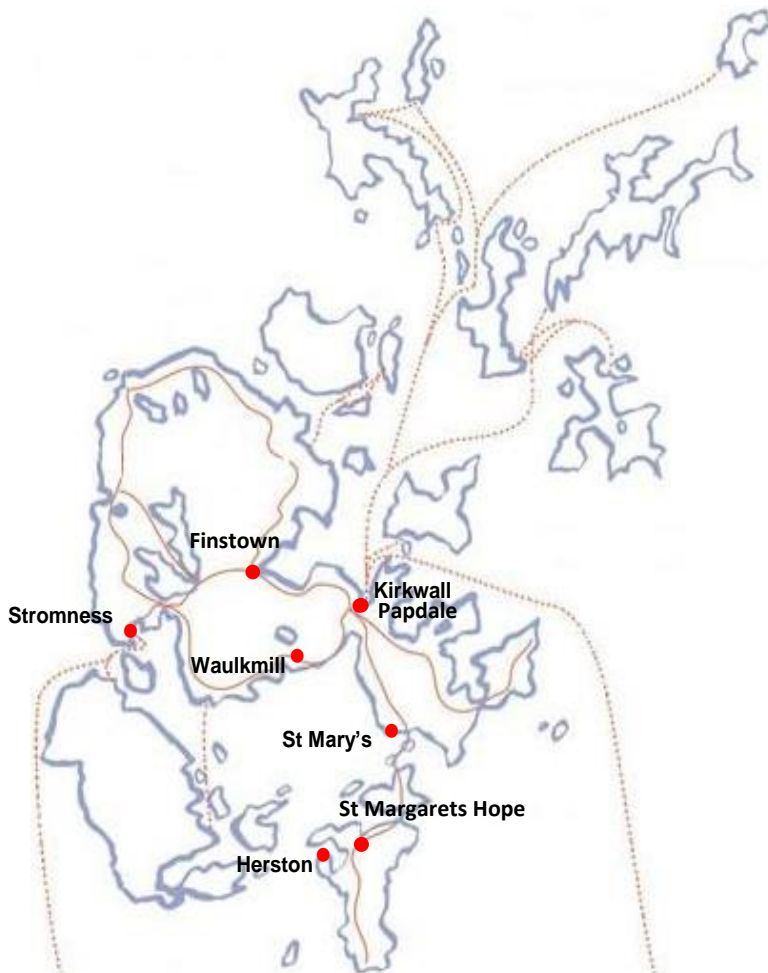 Finstown
Kirkwall
Papdale
Stromness
Waulkmill
St Mary's
St Margarets Hope
Herston